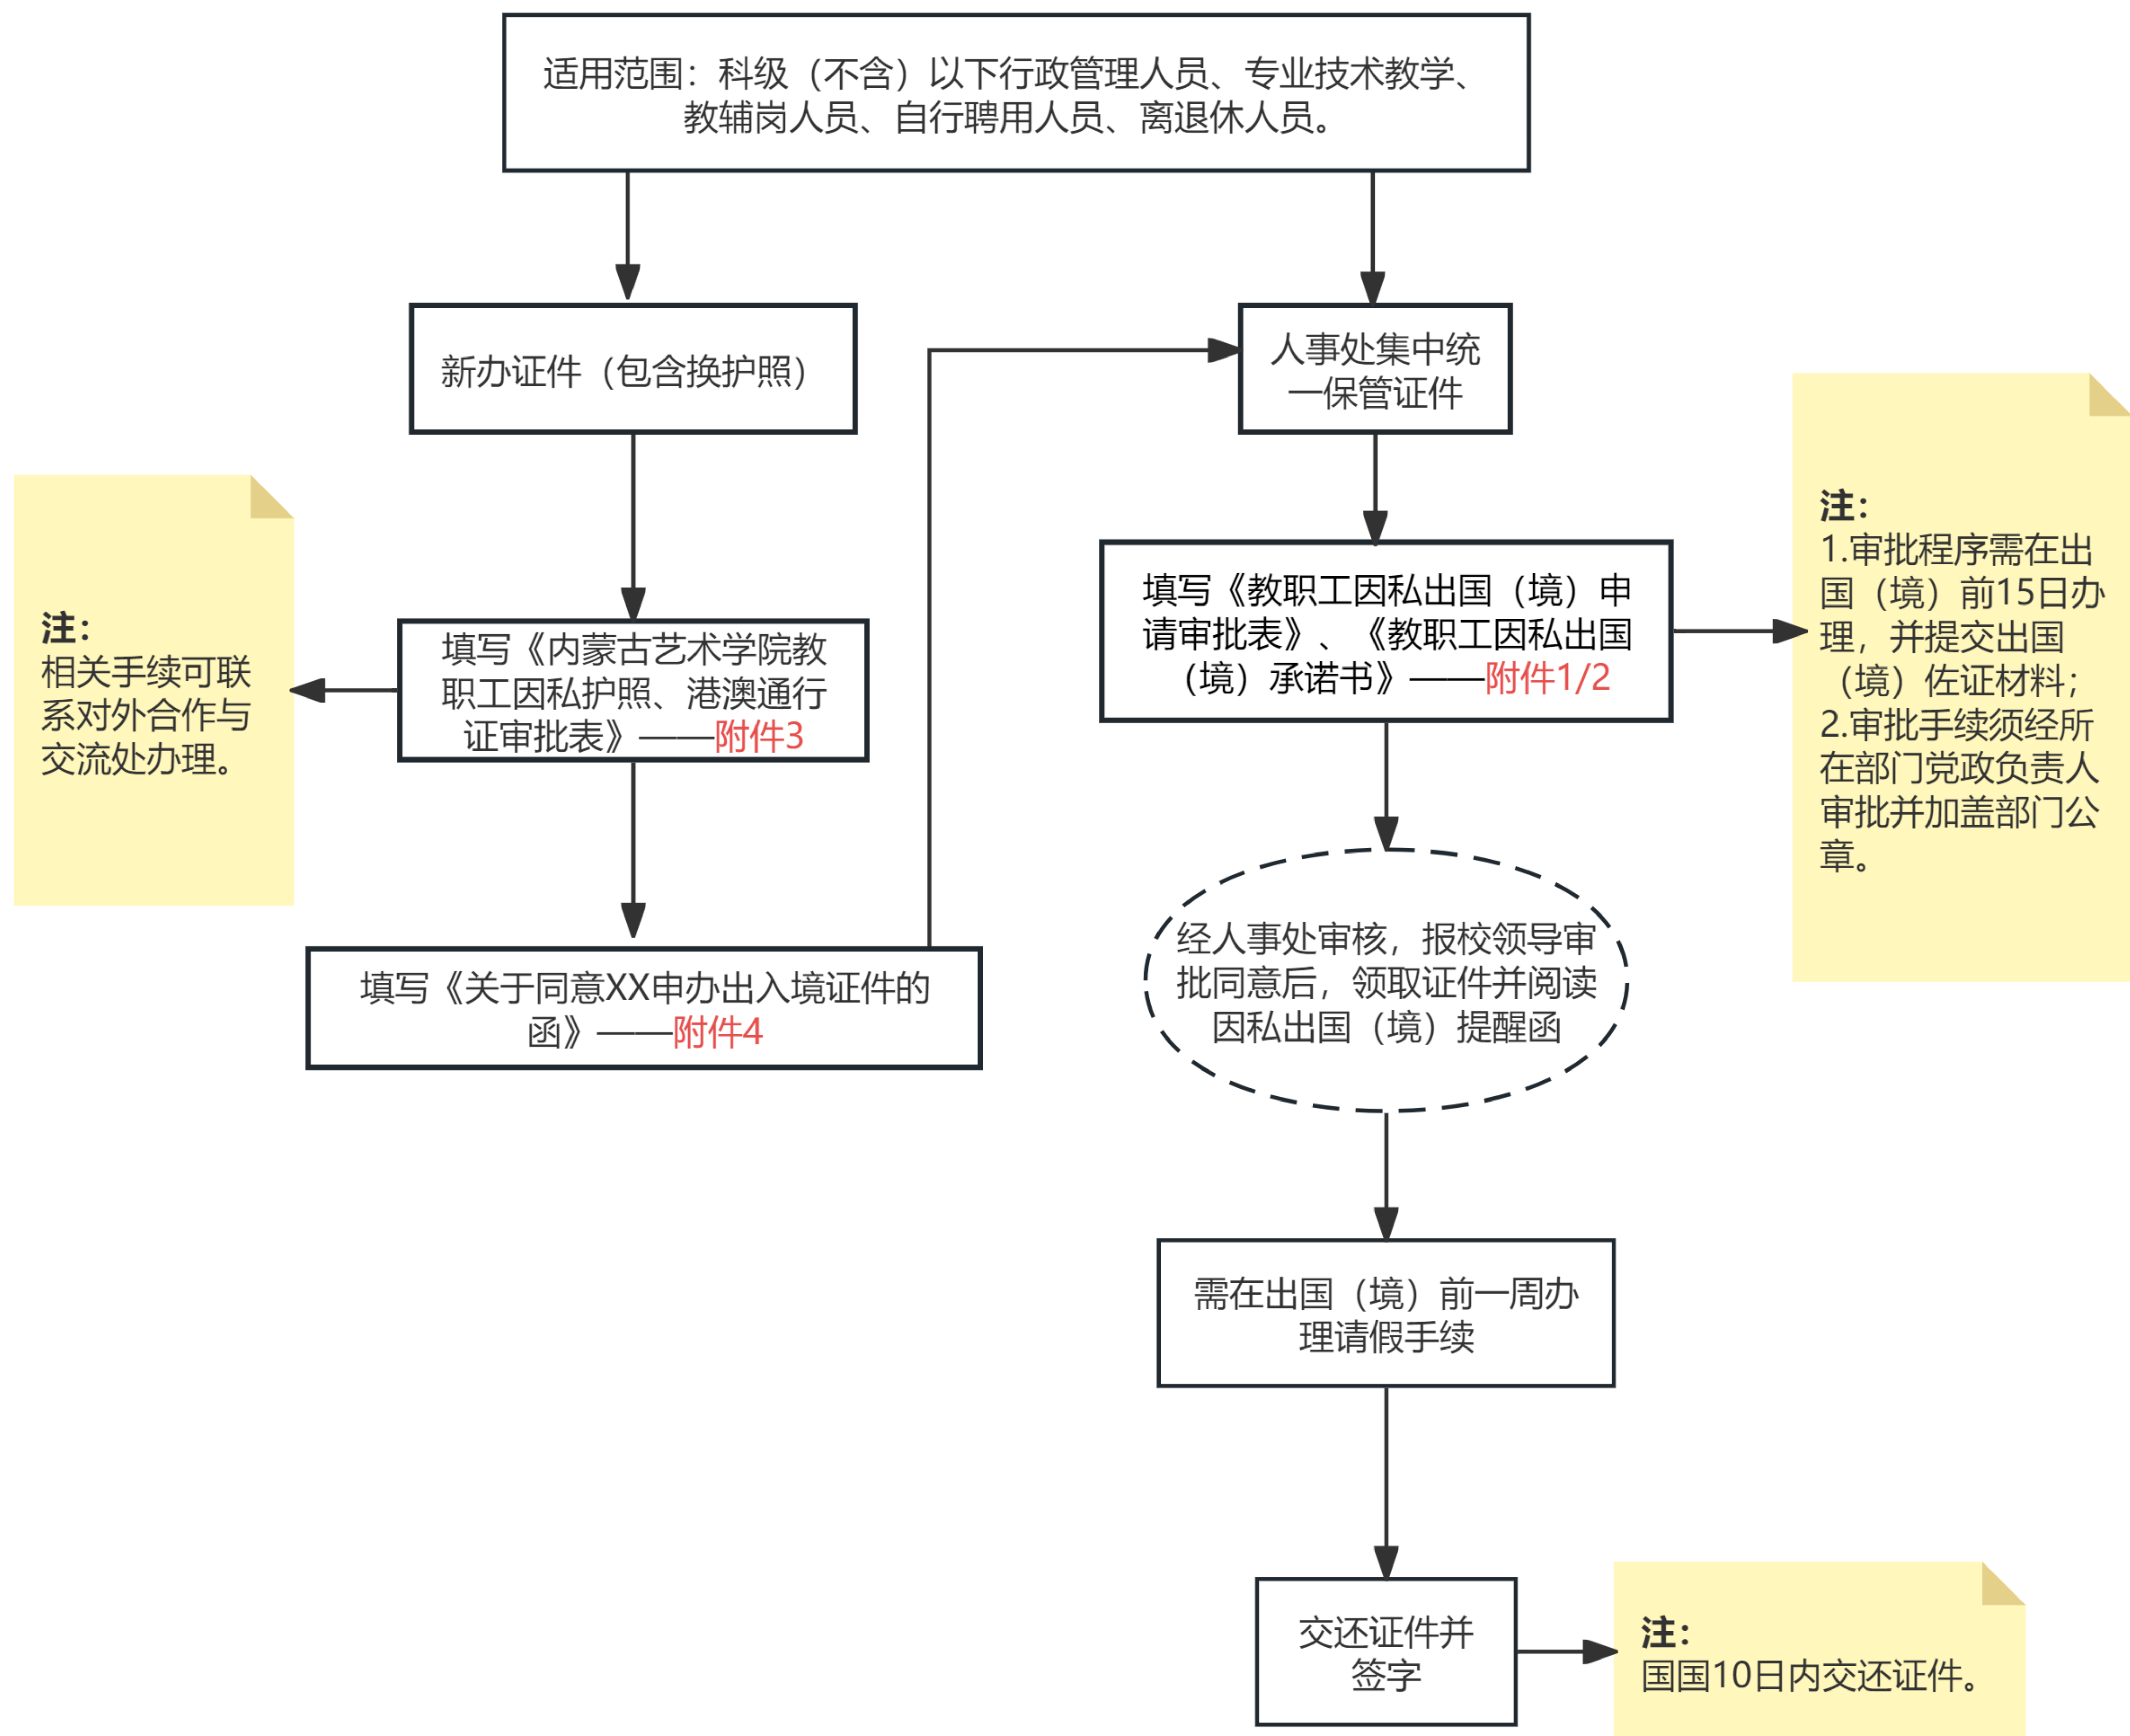 适用范围：科级（不含）以下行政管理人员、专业技术教学、
教辅岗人员、自行聘用人员、离退休人员。
新办证件（包含换护照）
人事处集中统
一保管证件
注：
相关手续可联
系对外合作与
交流处办理。
填写《内蒙古艺术学院教
职工因私护照、港澳通行
证审批表》——附件3
填写《教职工因私出国（境）申
请审批表》、《教职工因私出国
（境）承诺书》——附件1/2
注：
1.审批程序需在出
国（境）前15日办
理，并提交出国
（境）佐证材料；
2.审批手续须经所
在部门党政负责人
审批并加盖部门公
章。
填写《关于同意XX申办出入境证件的
函》——附件4
经人事处审核，报校领导审
批同意后，领取证件并阅读
因私出国（境）提醒函
需在出国（境）前一周办
理请假手续
交还证件并
签字
注：
国国10日内交还证件。